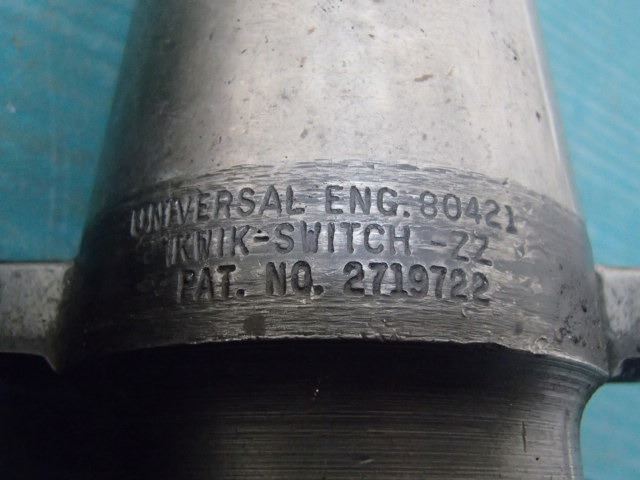 UNIVERSAL ENG. 80421
KWIK-SWITCH -ZZ
PAT. NO. 2719722